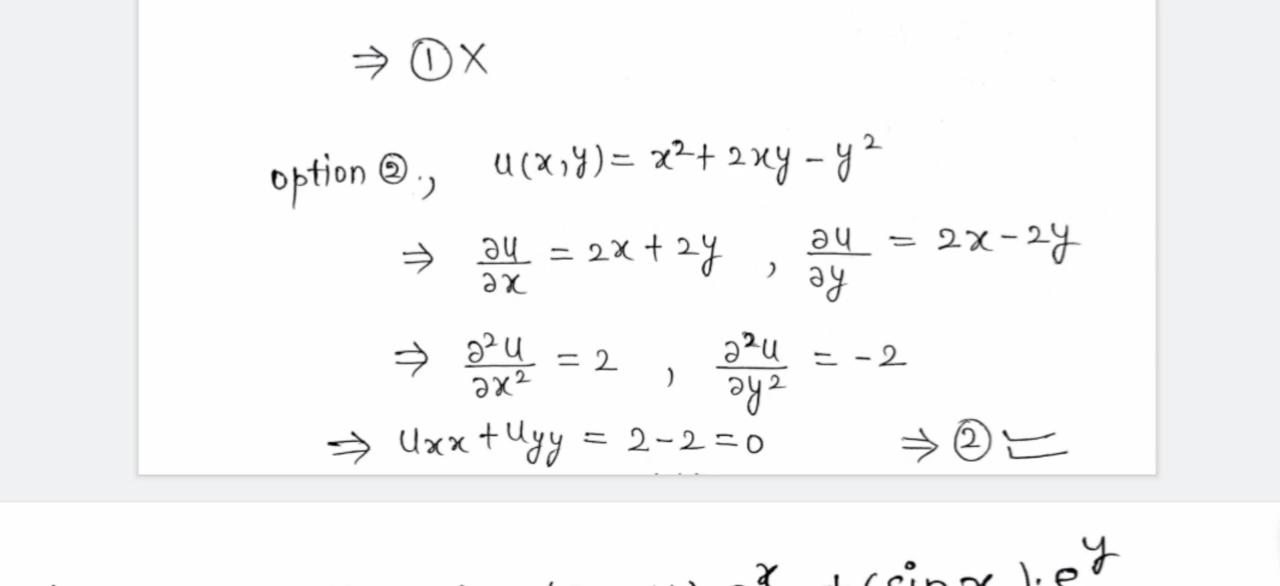 ⇒ ① X
option ②., u(x,y) = x² + 2xy - y²
⇒ ∂u/∂x = 2x + 2y , ∂u/∂y = 2x - 2y
⇒ ∂²u/∂x² = 2 , ∂²u/∂y² = -2
⇒ Uxx + Uyy = 2-2 = 0 ⇒ ②